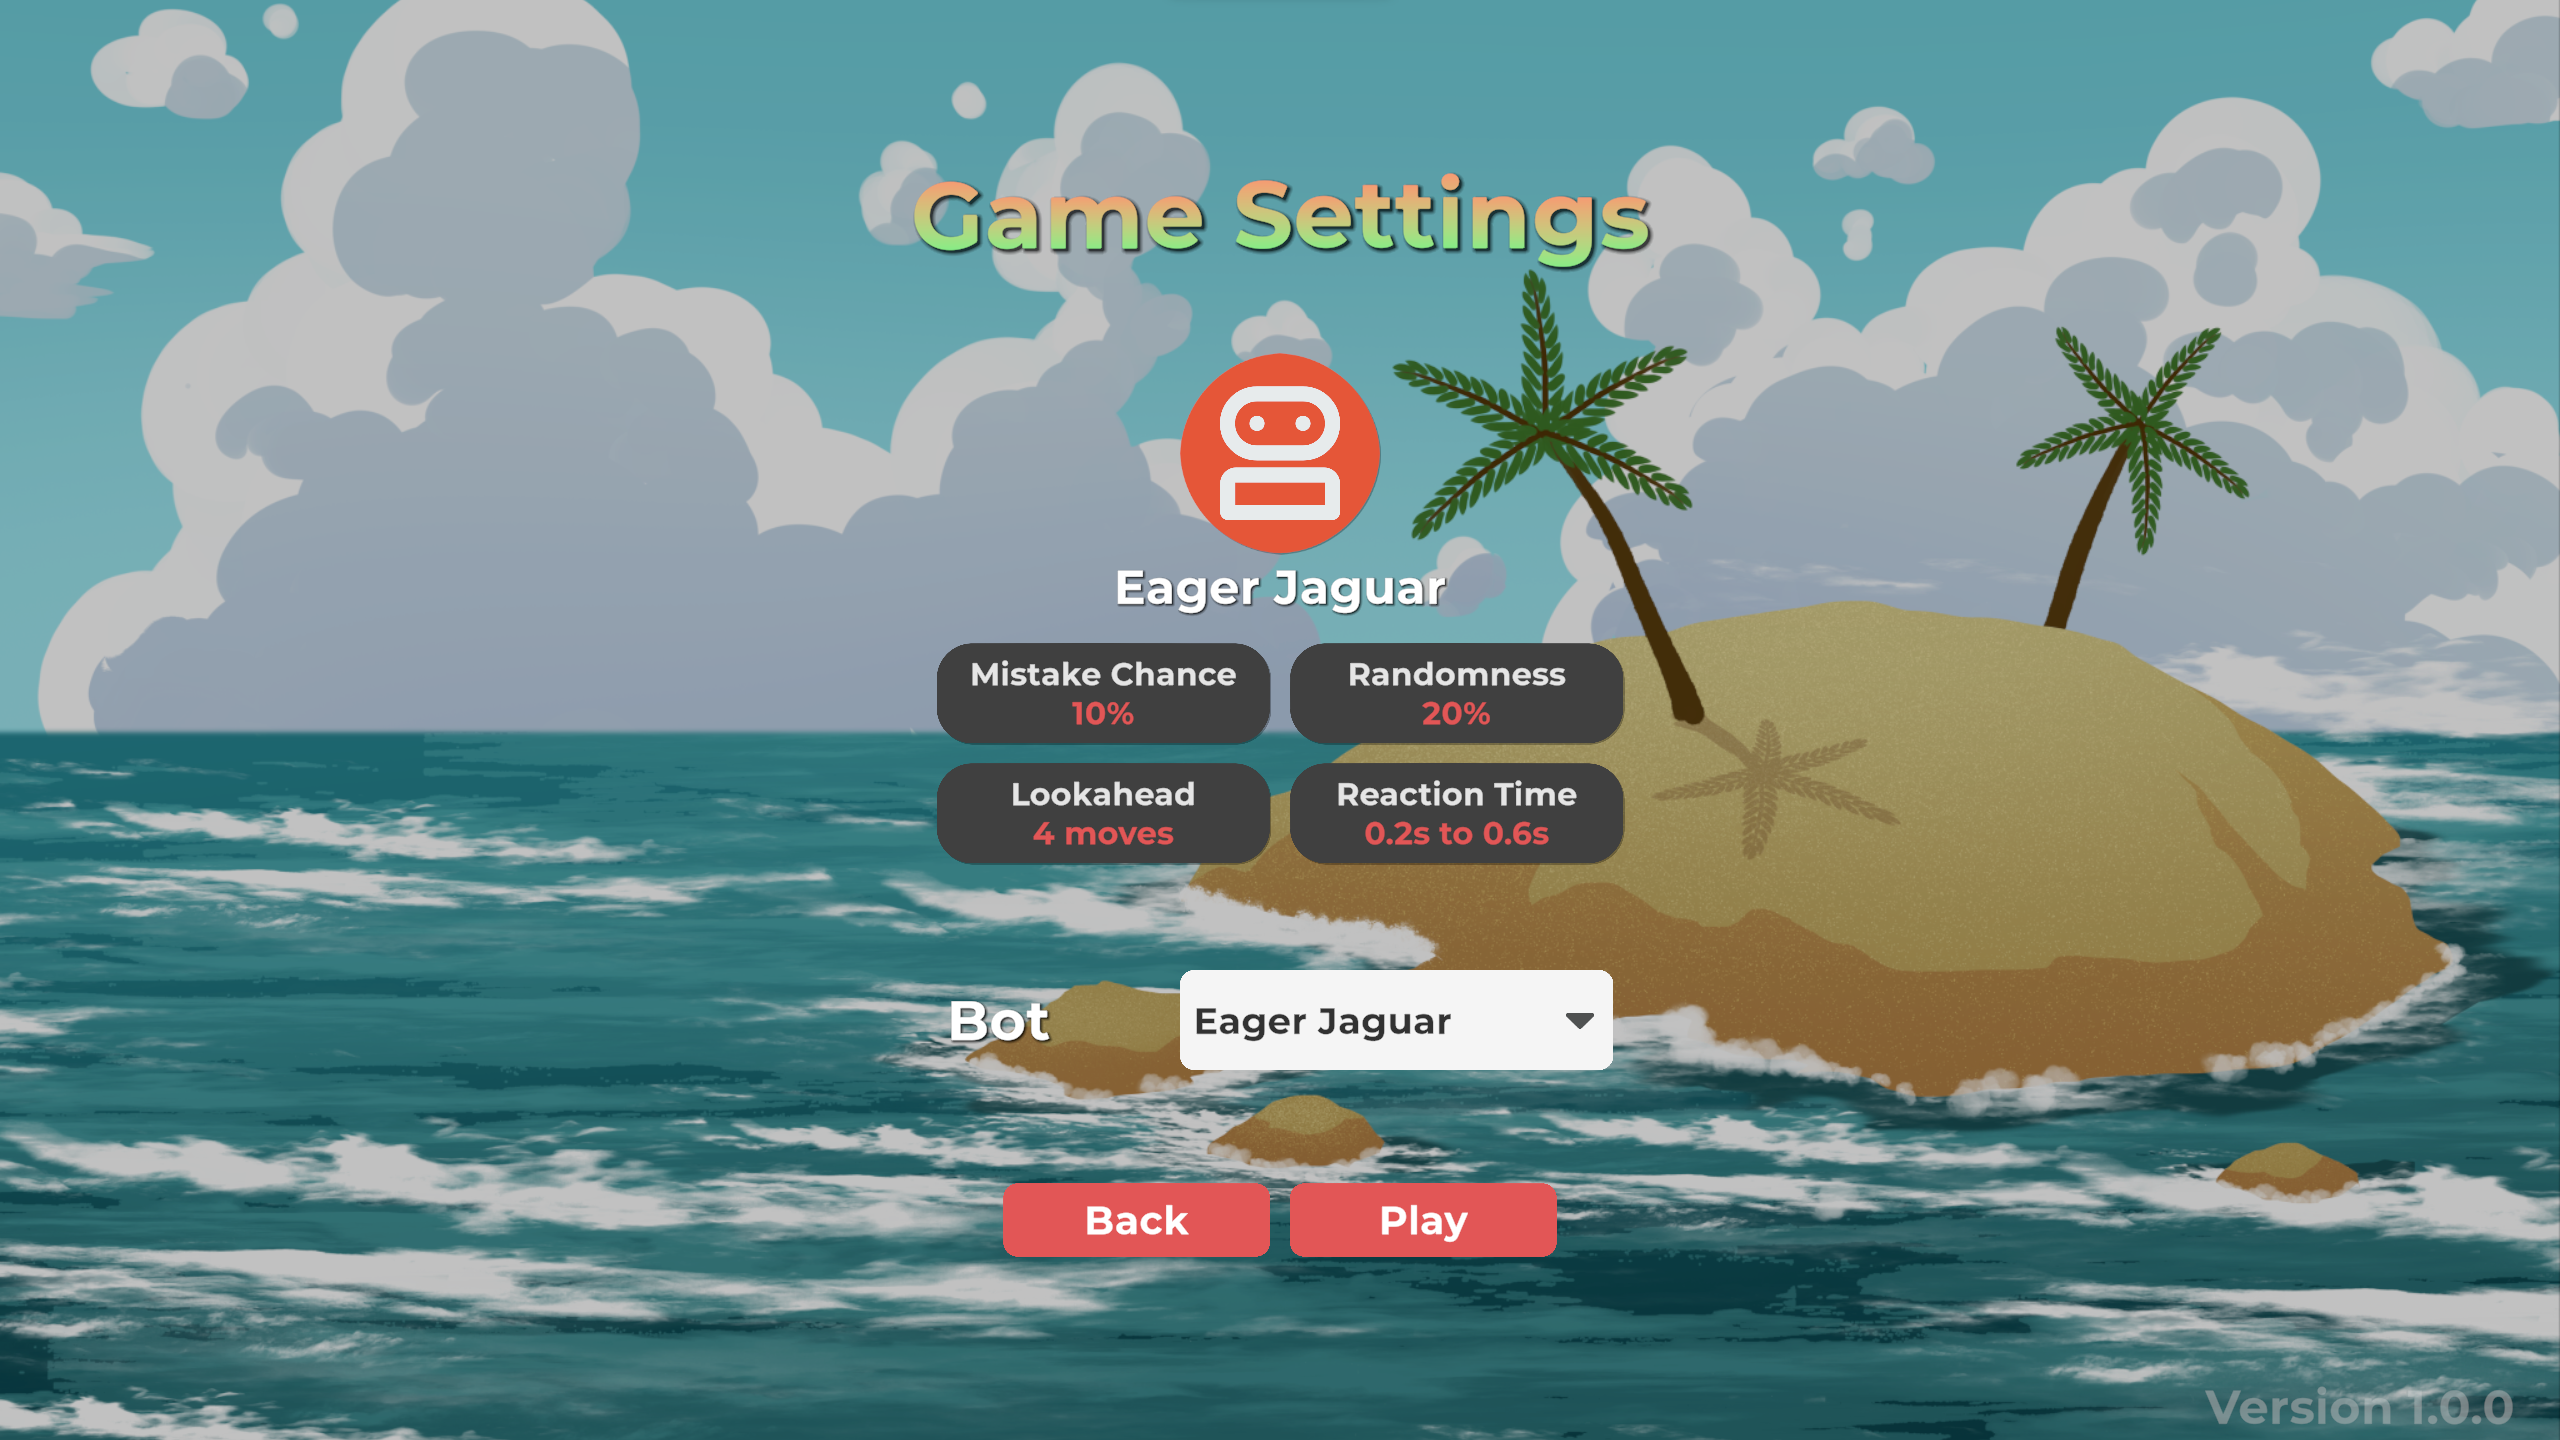 Game Settings
Eager Jaguar
Mistake Chance
10%
Randomness
20%
Lookahead
4 moves
Reaction Time
0.2s to 0.6s
Bot
Eager Jaguar
Back
Play
Version 1.0.0